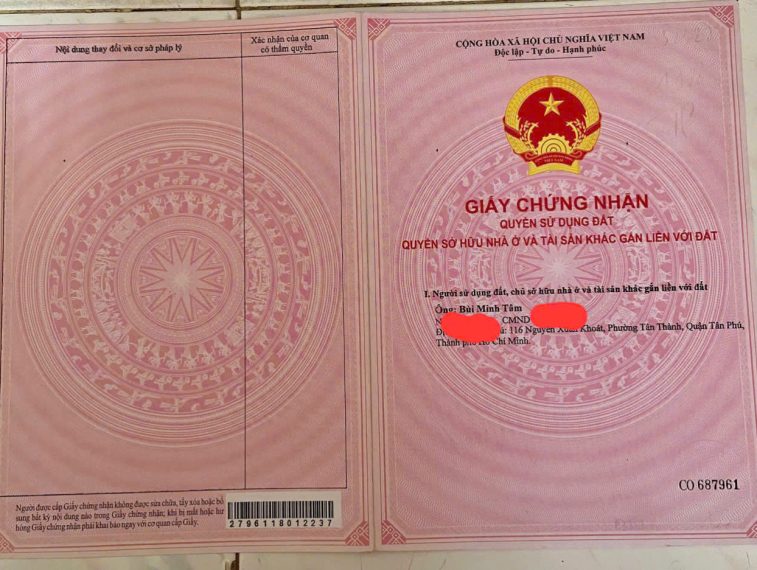 Nội dung thay đổi và cơ sở pháp lý
Xác nhận của cơ quan
có thẩm quyền
Người được cấp Giấy chứng nhận không được sửa chữa, tẩy xóa hoặc bổ
sung bất kỳ nội dung nào trong Giấy chứng nhận; khi bị mất hoặc hư
hỏng Giấy chứng nhận phải khai báo ngay với cơ quan cấp Giấy.
2796118012237
CỘNG HÒA XÃ HỘI CHỦ NGHĨA VIỆT NAM
Độc lập - Tự do - Hạnh phúc
VIỆT NAM
GIẤY CHỨNG NHẬN
QUYỀN SỬ DỤNG ĐẤT
QUYỀN SỞ HỮU NHÀ Ở VÀ TÀI SẢN KHÁC GẮN LIỀN VỚI ĐẤT
I. Người sử dụng đất, chủ sở hữu nhà ở và tài sản khác gắn liền với đất
Ông: Bùi Minh Tâm
CMND
116 Nguyễn Xuân Khoát, Phường Tân Thành, Quận Tân Phú,
Thành phố Hồ Chí Minh.
CO 687961